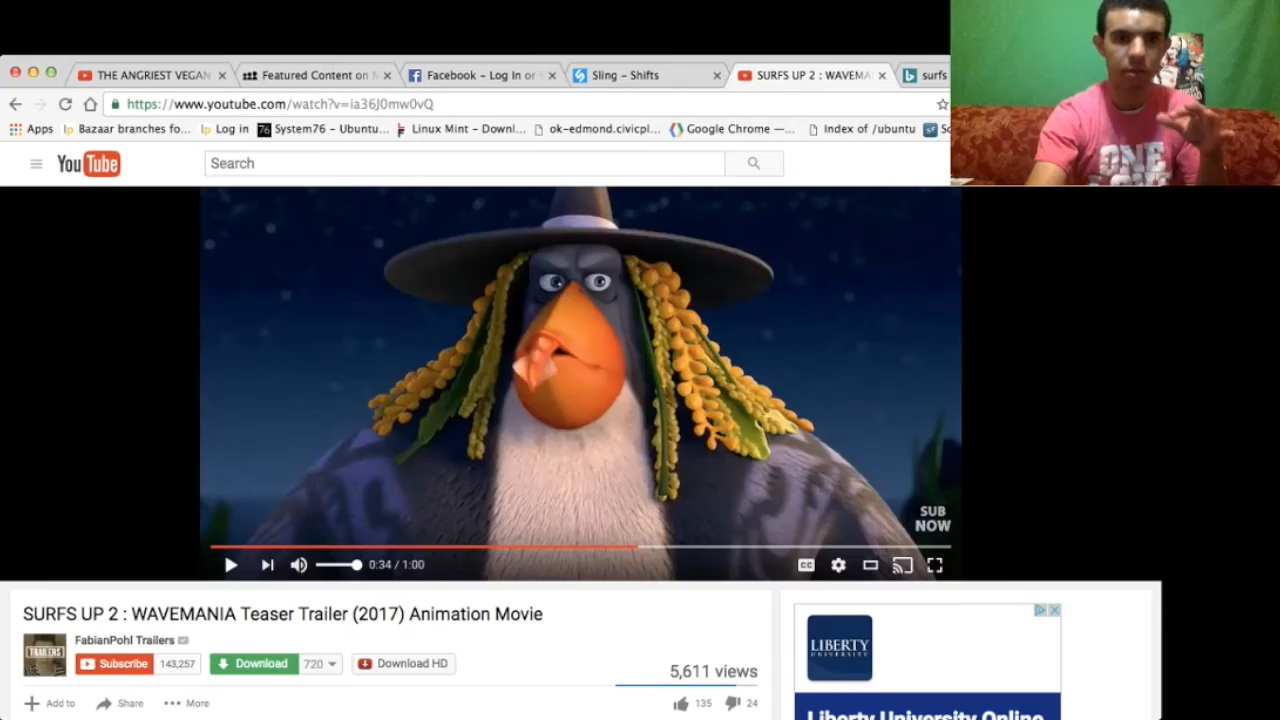 THE ANGRIEST VEGAN
Featured Content on
Facebook – Log In or
Sling – Shifts
SURFS UP 2 : WAVEMA
surfs
https://www.youtube.com/watch?v=ia36J0mw0vQ
Apps
Bazaar branches fo...
Log in
System76 – Ubuntu...
Linux Mint – Downl...
ok-edmond.civicpl...
Google Chrome —...
Index of /ubuntu
YouTube
Search
ONE
SUB
NOW
0:34 / 1:00
CC
SURFS UP 2 : WAVEMANIA Teaser Trailer (2017) Animation Movie
TRAILERS
FabianPohl Trailers
Subscribe
143,257
Download
720
Download HD
5,611 views
Add to
Share
More
135
24
LIBERTY
UNIVERSITY
Liberty University Online